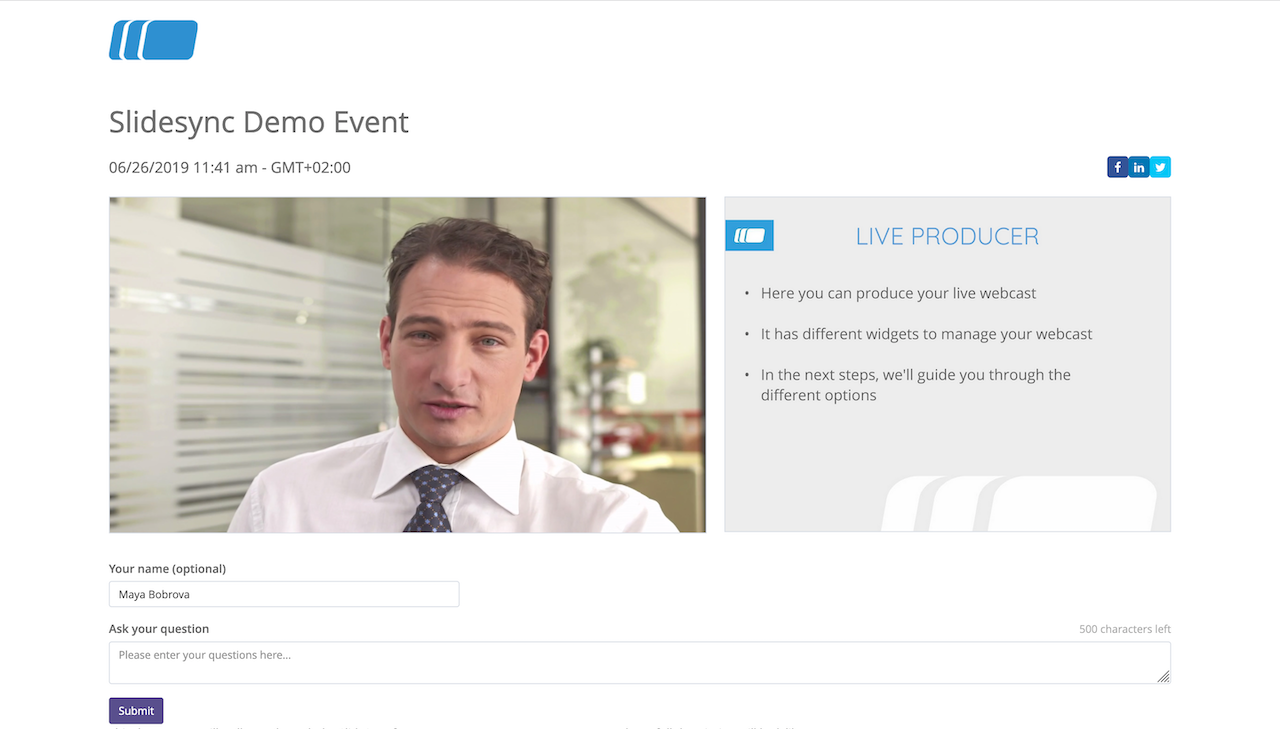 Slidesync Demo Event
06/26/2019 11:41 am - GMT+02:00
LIVE PRODUCER
• Here you can produce your live webcast
• It has different widgets to manage your webcast
• In the next steps, we'll guide you through the
different options
Your name (optional)
Maya Bobrova
Ask your question
500 characters left
Please enter your questions here...
Submit